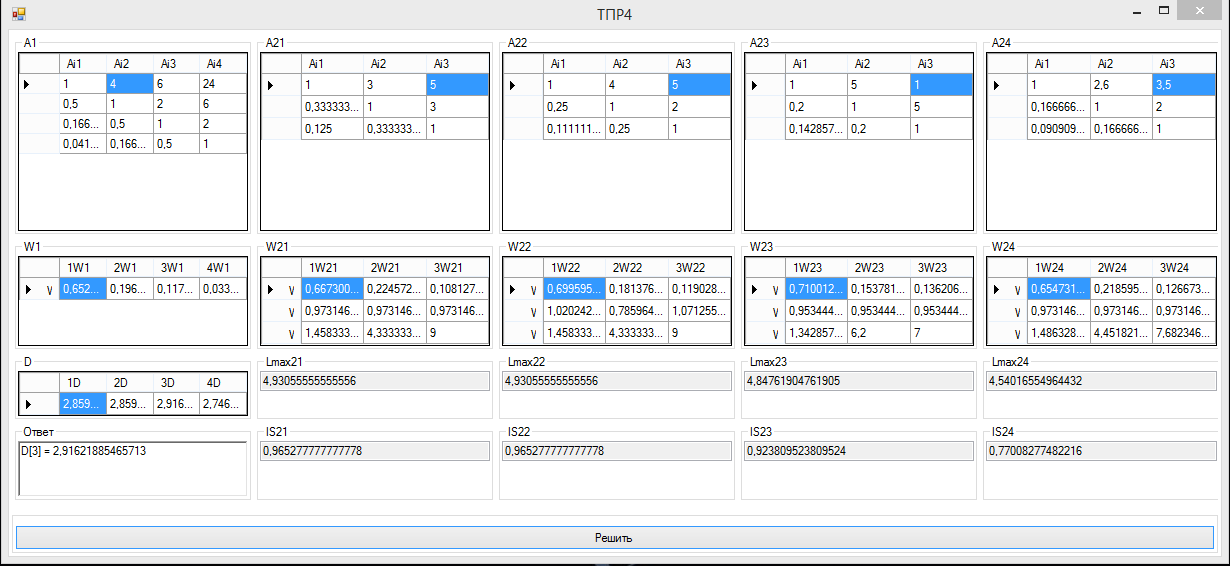 ТПР4
A1
Ai1 Ai2 Ai3 Ai4
1 4 6 24
0,5 1 2 6
0,166... 0,5 1 2
0,041... 0,166... 0,5 1
A21
Ai1 Ai2 Ai3
1 3 5
0,333333... 1 3
0,125 0,333333... 1
A22
Ai1 Ai2 Ai3
1 4 5
0,25 1 2
0,111111... 0,25 1
A23
Ai1 Ai2 Ai3
1 5 1
0,2 1 5
0,142857... 0,2 1
A24
Ai1 Ai2 Ai3
1 2,6 3,5
0,166666... 1 2
0,090909... 0,166666... 1
W1
1W1 2W1 3W1 4W1
γ 0,652... 0,196... 0,117... 0,033...
W21
1W21 2W21 3W21
γ 0,667300... 0,224572... 0,108127...
γ 0,973146... 0,973146... 0,973146...
γ 1,458333... 4,333333... 9
W22
1W22 2W22 3W22
γ 0,699595... 0,181376... 0,119028...
γ 1,020242... 0,785964... 1,071255...
γ 1,458333... 4,333333... 9
W23
1W23 2W23 3W23
γ 0,710012... 0,153781... 0,136206...
γ 0,953444... 0,953444... 0,953444...
γ 1,342857... 6,2 7
W24
1W24 2W24 3W24
γ 0,654731... 0,218595... 0,126673...
γ 0,973146... 0,973146... 0,973146...
γ 1,486328... 4,451821... 7,682346...
D
1D 2D 3D 4D
2,859... 2,859... 2,916... 2,746...
Lmax21
4,93055555555556
Lmax22
4,93055555555556
Lmax23
4,84761904761905
Lmax24
4,54016554964432
Ответ
D[3] = 2,91621885465713
IS21
0,965277777777778
IS22
0,965277777777778
IS23
0,923809523809524
IS24
0,77008277482216
Решить